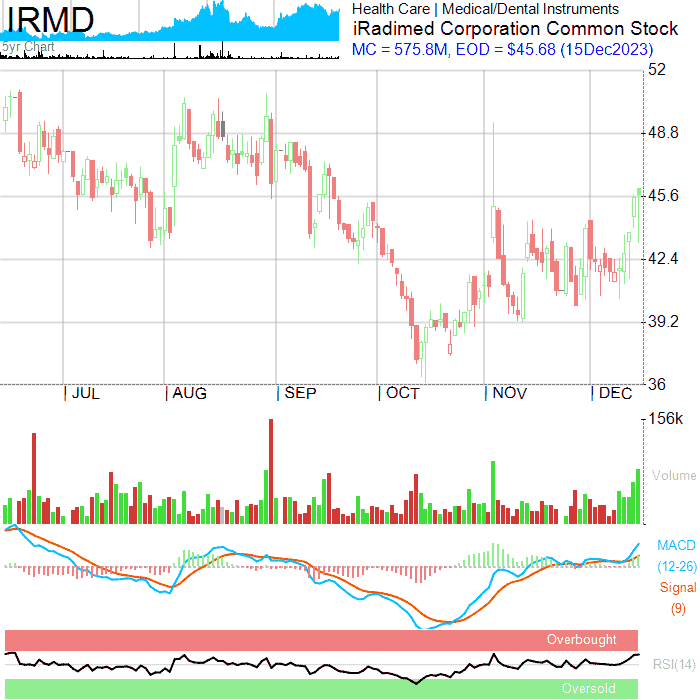 IRMD
5yr Chart
Health Care | Medical/Dental Instruments
iRadimed Corporation Common Stock
MC = 575.8M, EOD = $45.68 (15Dec2023)
52
48.8
45.6
42.4
39.2
36
| JUL | AUG | SEP | OCT | NOV | DEC
156k
Volume
MACD
(12-26)
Signal
(9)
Overbought
RSI(14)
Oversold